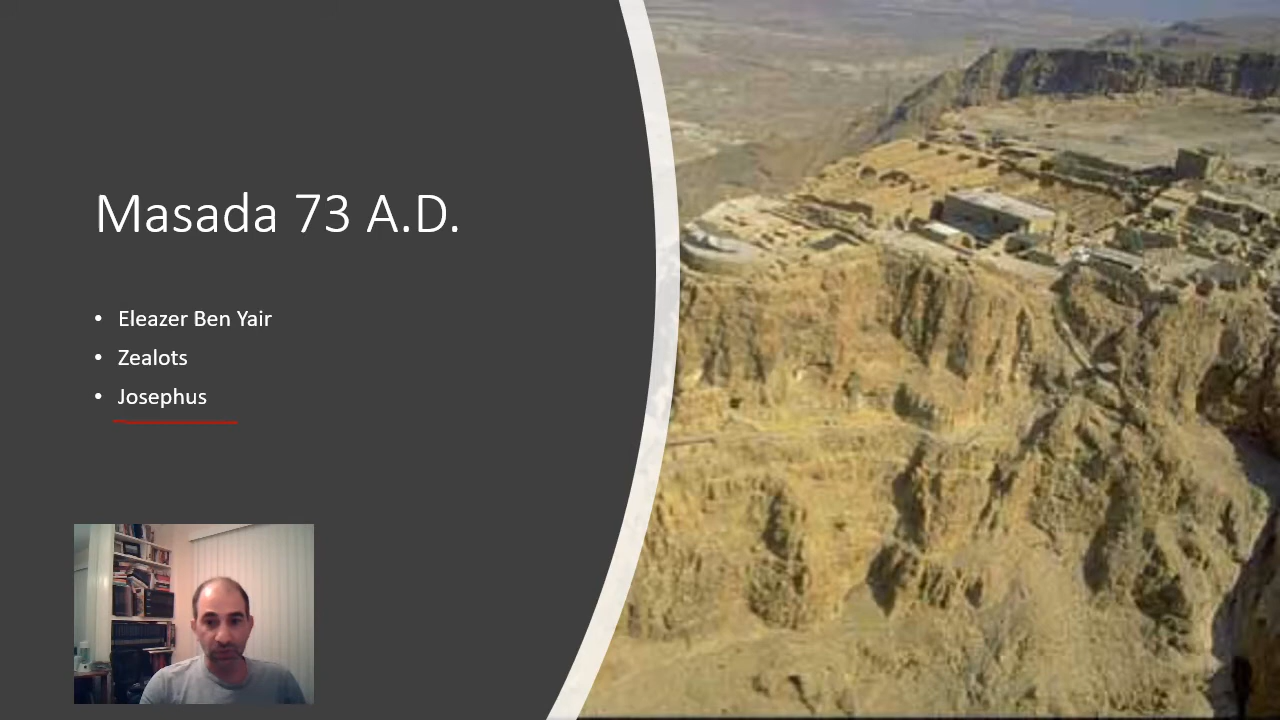 Masada 73 A.D.
• Eleazer Ben Yair
• Zealots
• Josephus